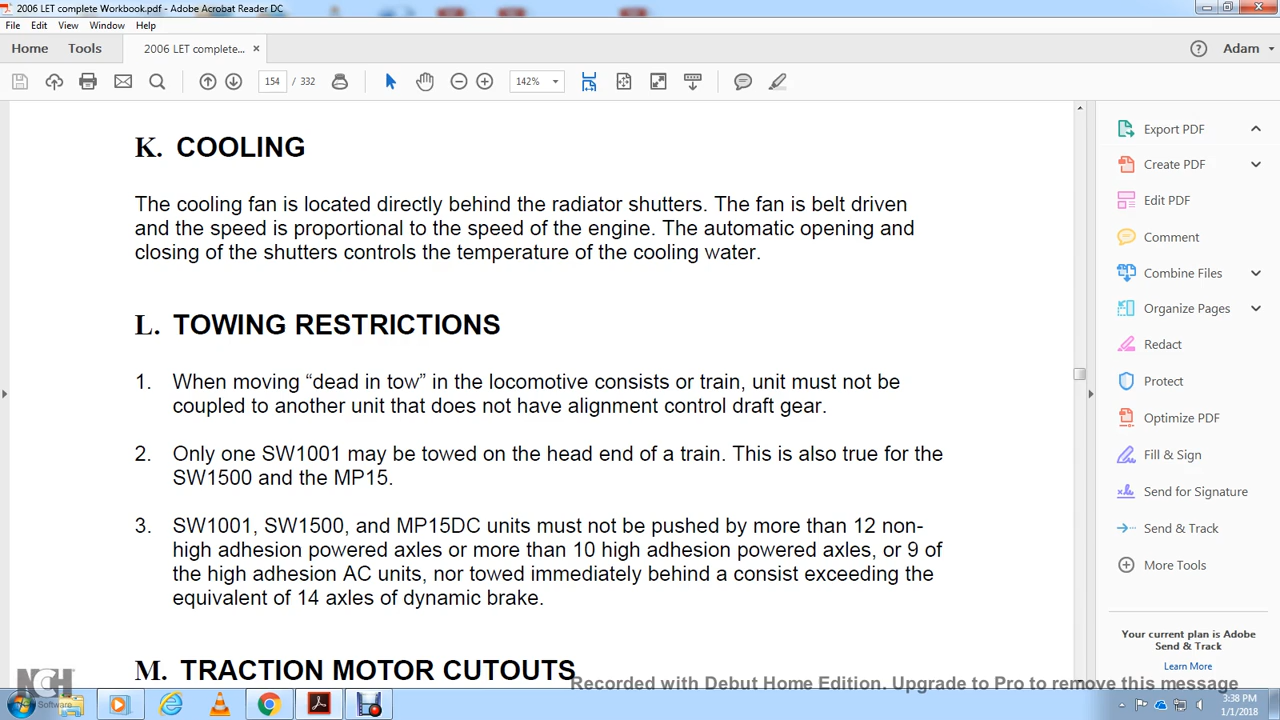 2006 LET complete Workbook.pdf - Adobe Acrobat Reader DC
File Edit View Window Help
Home Tools 2006 LET complete... × Adam
154 / 332 142%
K. COOLING
The cooling fan is located directly behind the radiator shutters. The fan is belt driven
and the speed is proportional to the speed of the engine. The automatic opening and
closing of the shutters controls the temperature of the cooling water.
L. TOWING RESTRICTIONS
1. When moving “dead in tow” in the locomotive consists or train, unit must not be
coupled to another unit that does not have alignment control draft gear.
2. Only one SW1001 may be towed on the head end of a train. This is also true for the
SW1500 and the MP15.
3. SW1001, SW1500, and MP15DC units must not be pushed by more than 12 non-
high adhesion powered axles or more than 10 high adhesion powered axles, or 9 of
the high adhesion AC units, nor towed immediately behind a consist exceeding the
equivalent of 14 axles of dynamic brake.
M. TRACTION MOTOR CUTOUTS
Export PDF
Create PDF
Edit PDF
Comment
Combine Files
Organize Pages
Redact
Protect
Optimize PDF
Fill & Sign
Send for Signature
Send & Track
More Tools
Your current plan is Adobe
Send & Track
Learn More
Recorded with Debut Home Edition. Upgrade to Pro to remove this message
NCH
Software
3:38 PM
1/1/2018